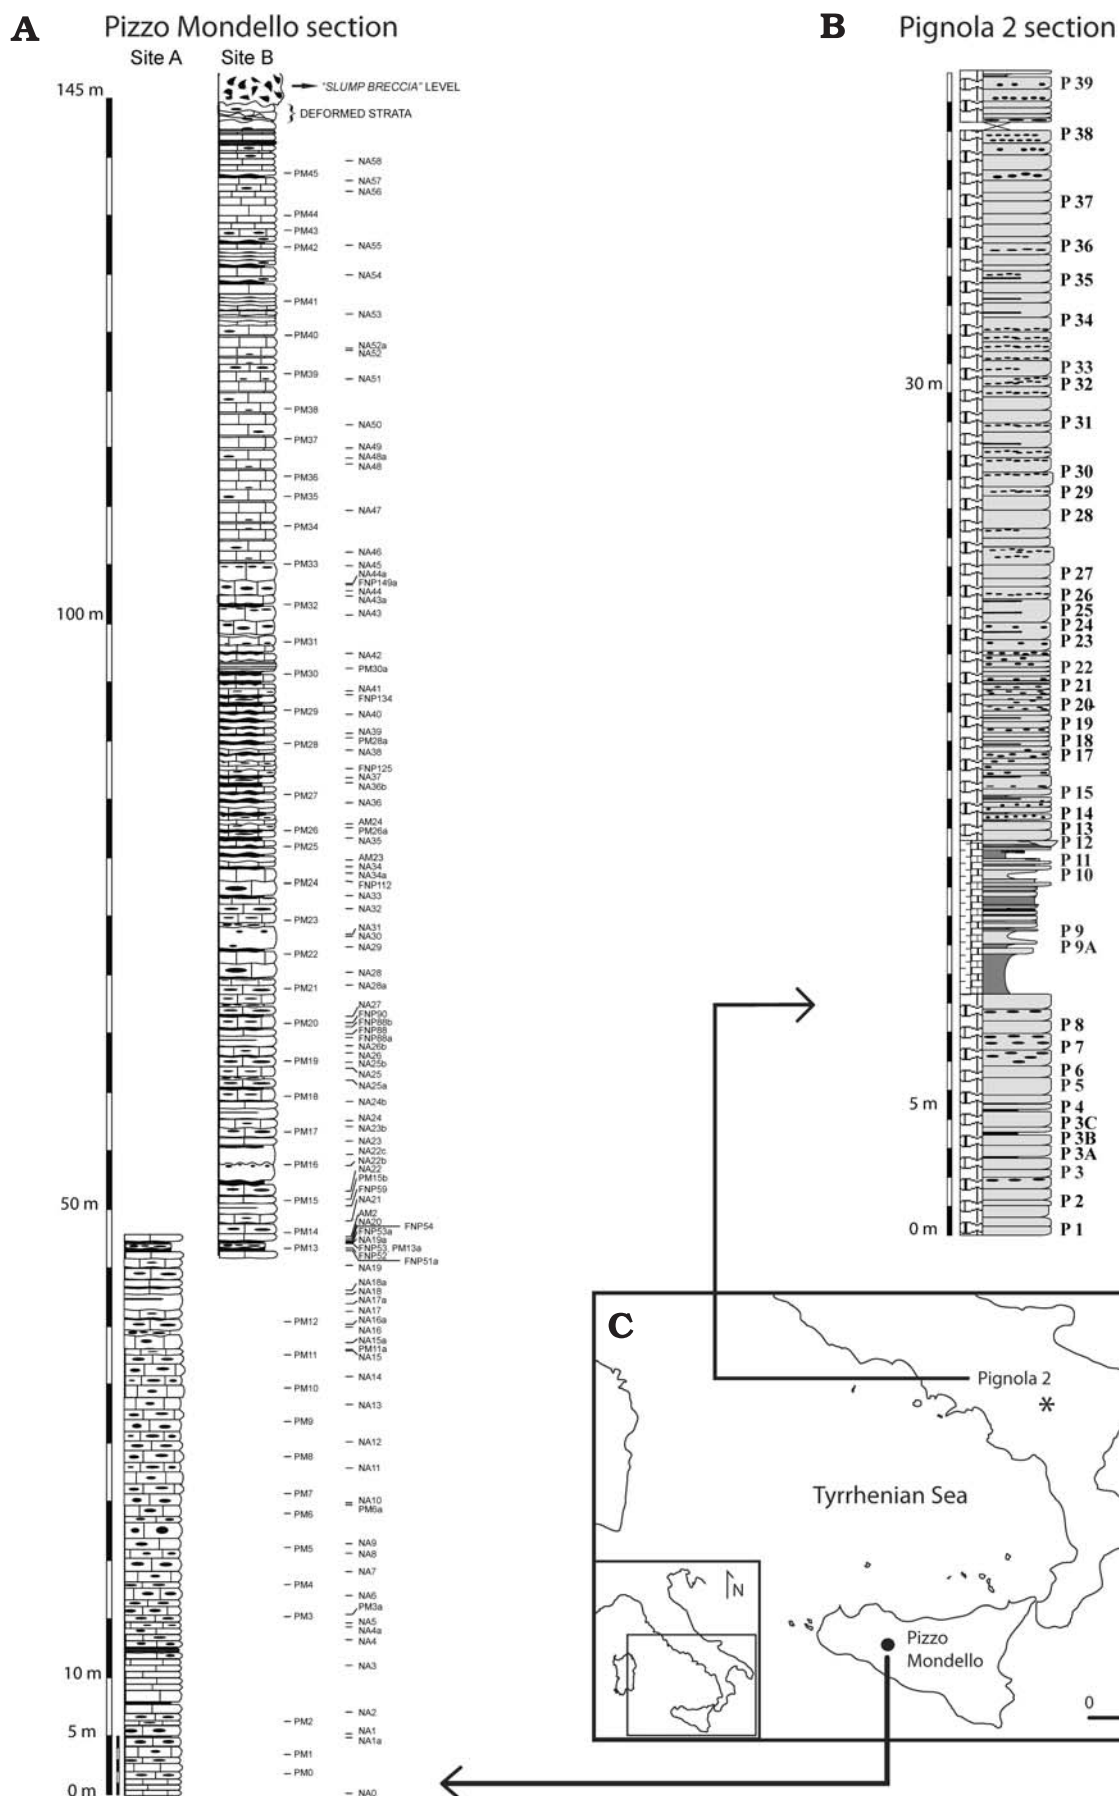 A
Pizzo Mondello section
Site A
Site B
145 m
"SLUMP BRECCIA" LEVEL
DEFORMED STRATA
100 m
50 m
10 m
5 m
0 m
PM45
PM44
PM43
PM42
PM41
PM40
PM39
PM38
PM37
PM36
PM35
PM34
PM33
PM32
PM31
PM30
PM29
PM28
PM27
PM26
PM25
PM24
PM23
PM22
PM21
PM20
PM19
PM18
PM17
PM16
PM15
PM14
PM13
PM12
PM11
PM10
PM9
PM8
PM7
PM6
PM5
PM4
PM3
PM2
PM1
PM0
NA58
NA57
NA56
NA55
NA54
NA53
NA52a
NA52
NA51
NA50
NA49
NA48a
NA48
NA47
NA46
NA45
NA44a
FNP149a
NA44
NA43a
NA43
NA42
PM30a
NA41
FNP134
NA40
NA39
PM28a
NA38
FNP125
NA37
NA36b
NA36
AM24
PM26a
NA35
AM23
NA34
NA34a
FNP112
NA33
NA32
NA31
NA30
NA29
NA28
NA28a
NA27
FNP90
FNP88b
FNP88
FNP88a
NA26b
NA26
NA25b
NA25
NA25a
NA24b
NA24
NA23b
NA23
NA22c
NA22b
NA22
PM15b
FNP59
NA21
AM2
NA20
FNP54
FNP53a
NA19a
FNP53, PM13a
FNP52
FNP51a
NA19
NA18a
NA18
NA17a
NA17
NA16a
NA16
NA15a
PM11a
NA15
NA14
NA13
NA12
NA11
NA10
PM6a
NA9
NA8
NA7
NA6
PM3a
NA5
NA4a
NA4
NA3
NA2
NA1
NA1a
NA0
B
Pignola 2 section
30 m
5 m
0 m
P 39
P 38
P 37
P 36
P 35
P 34
P 33
P 32
P 31
P 30
P 29
P 28
P 27
P 26
P 25
P 24
P 23
P 22
P 21
P 20
P 19
P 18
P 17
P 15
P 14
P 13
P 12
P 11
P 10
P 9
P 9A
P 8
P 7
P 6
P 5
P 4
P 3C
P 3B
P 3A
P 3
P 2
P 1
C
Pignola 2
*
Tyrrhenian Sea
N
Pizzo
Mondello
0